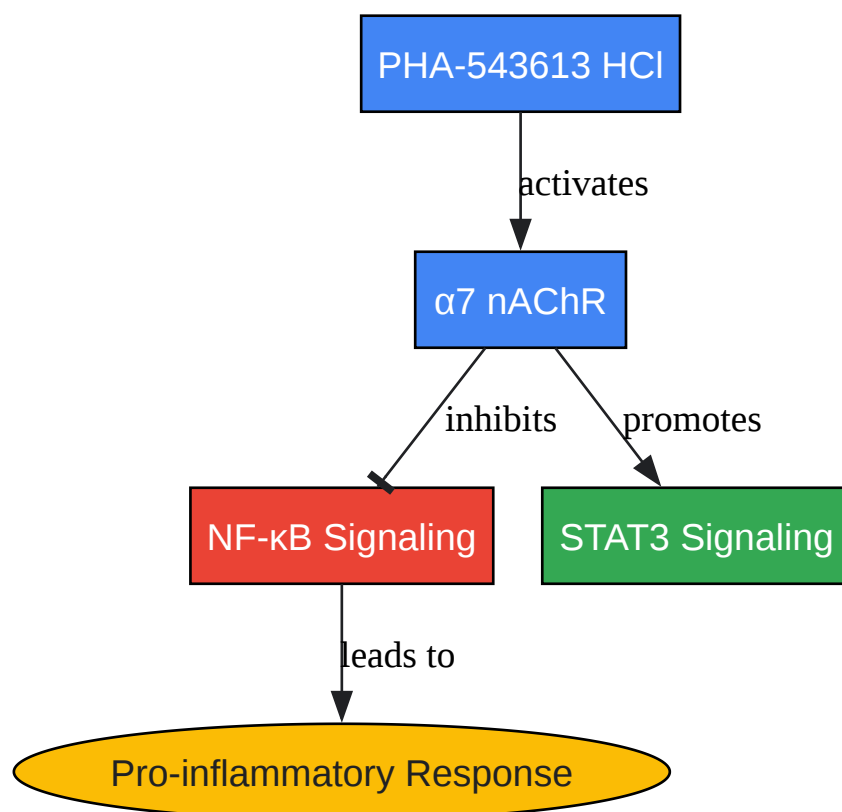 PHA-543613 HCl
activates
α7 nAChR
inhibits
promotes
NF-κB Signaling
STAT3 Signaling
leads to
Pro-inflammatory Response